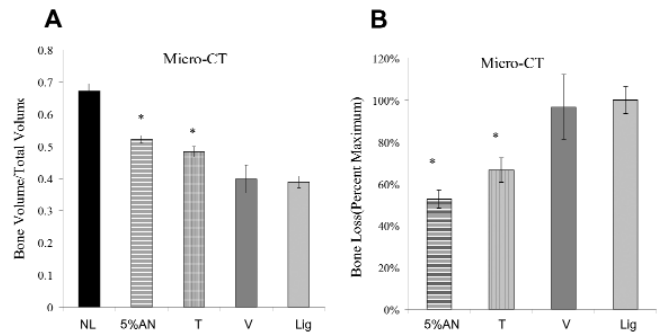 A
Micro-CT
Bone Volume/Total Volume
0.8
0.7
0.6
0.5
0.4
0.3
0.2
0.1
0
*
*
NL 5%AN T V Lig
B
Micro-CT
Bone Loss(Percent Maximum)
120%
100%
80%
60%
40%
20%
0%
*
*
5%AN T V Lig